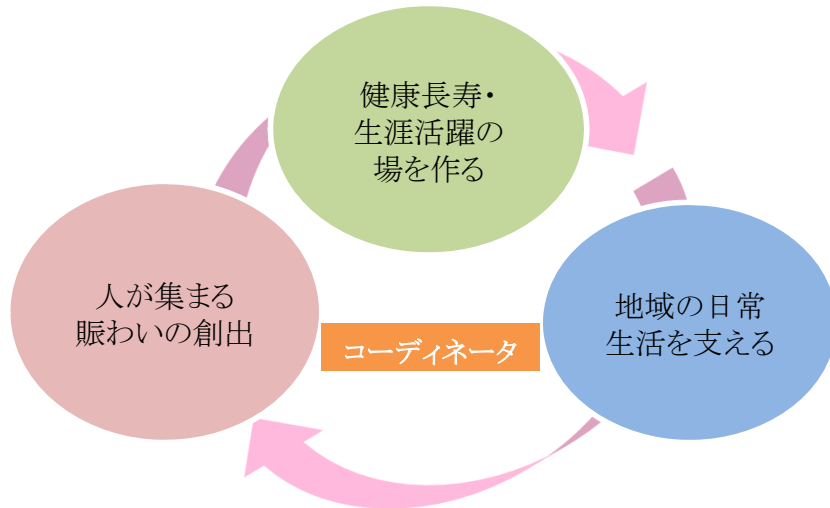 健康長寿・
生涯活躍の
場を作る
人が集まる
賑わいの創出
コーディネータ
地域の日常
生活を支える